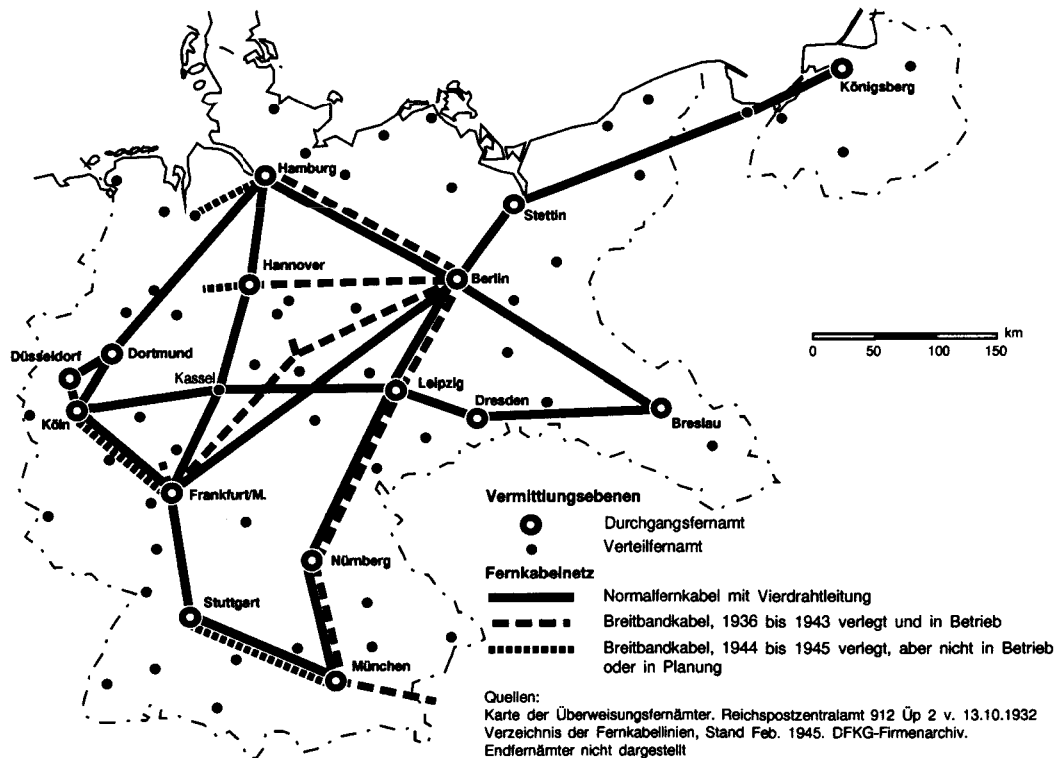 Königsberg
Hamburg
Stettin
Hannover
Berlin
km
0 50 100 150
Düsseldorf
Dortmund
Kassel
Leipzig
Dresden
Köln
Breslau
Frankfurt/M.
Vermittlungsebenen
Durchgangsfernamt
Verteilfernamt
Nürnberg
Fernkabelnetz
Stuttgart
Normalfernkabel mit Vierdrahtleitung
Breitbandkabel, 1936 bis 1943 verlegt und in Betrieb
Breitbandkabel, 1944 bis 1945 verlegt, aber nicht in Betrieb
oder in Planung
München
Quellen:
Karte der Überweisungsfernämter. Reichspostzentralamt 912 Üp 2 v. 13.10.1932
Verzeichnis der Fernkabellinien, Stand Feb. 1945. DFKG-Firmenarchiv.
Endfernämter nicht dargestellt